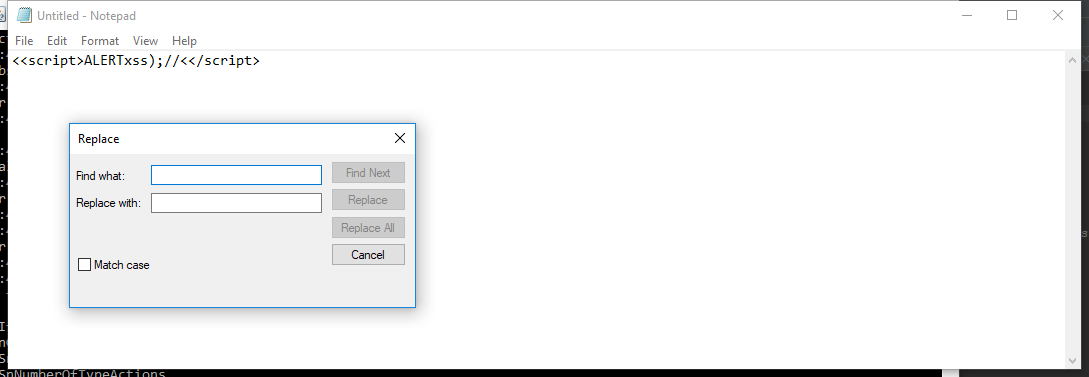 Untitled - Notepad
File Edit Format View Help
<<script>ALERTxss);//<</script>
Replace
Find what:
Find Next
Replace with:
Replace
Replace All
Cancel
Match case
SnNumberOfTypeActions